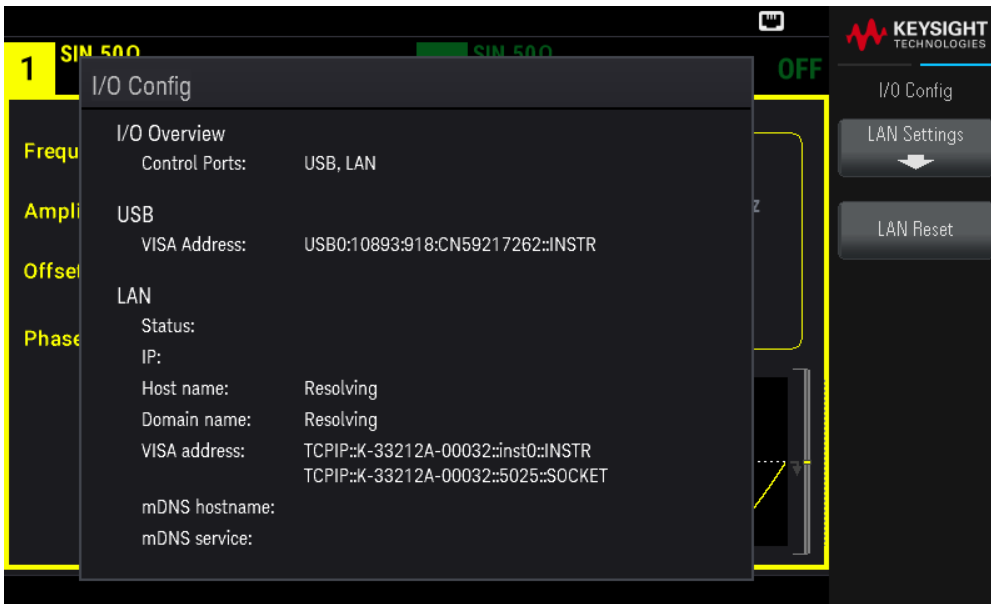 KEYSIGHT
TECHNOLOGIES
1
SIN 50Ω
SIN 50Ω
OFF
I/O Config
I/O Config
I/O Overview
Control Ports: USB, LAN
USB
VISA Address: USB0:10893:918:CN59217262::INSTR
LAN
Status:
IP:
Host name: Resolving
Domain name: Resolving
VISA address: TCPIP::K-33212A-00032::inst0::INSTR
TCPIP::K-33212A-00032::5025::SOCKET
mDNS hostname:
mDNS service:
Frequ
Ampli
Offset
Phase
z
LAN Settings
LAN Reset